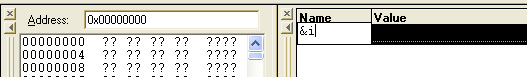 Address: 0x00000000
00000000 ?? ?? ?? ?? ????
00000004 ?? ?? ?? ?? ????
00000008 ?? ?? ?? ?? ????
Name Value
&i